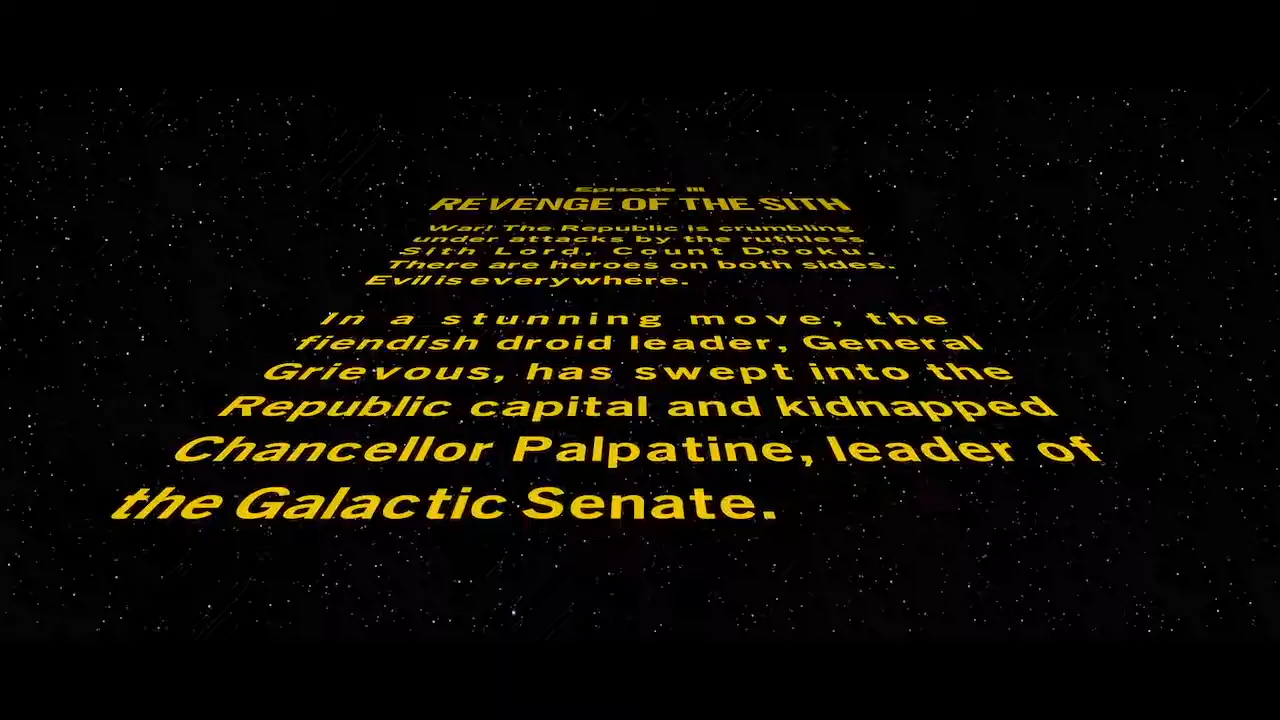 Episode III
REVENGE OF THE SITH
War! The Republic is crumbling
under attacks by the ruthless
Sith Lord, Count Dooku.
There are heroes on both sides.
Evil is everywhere.
In a stunning move, the
fiendish droid leader, General
Grievous, has swept into the
Republic capital and kidnapped
Chancellor Palpatine, leader of
the Galactic Senate.